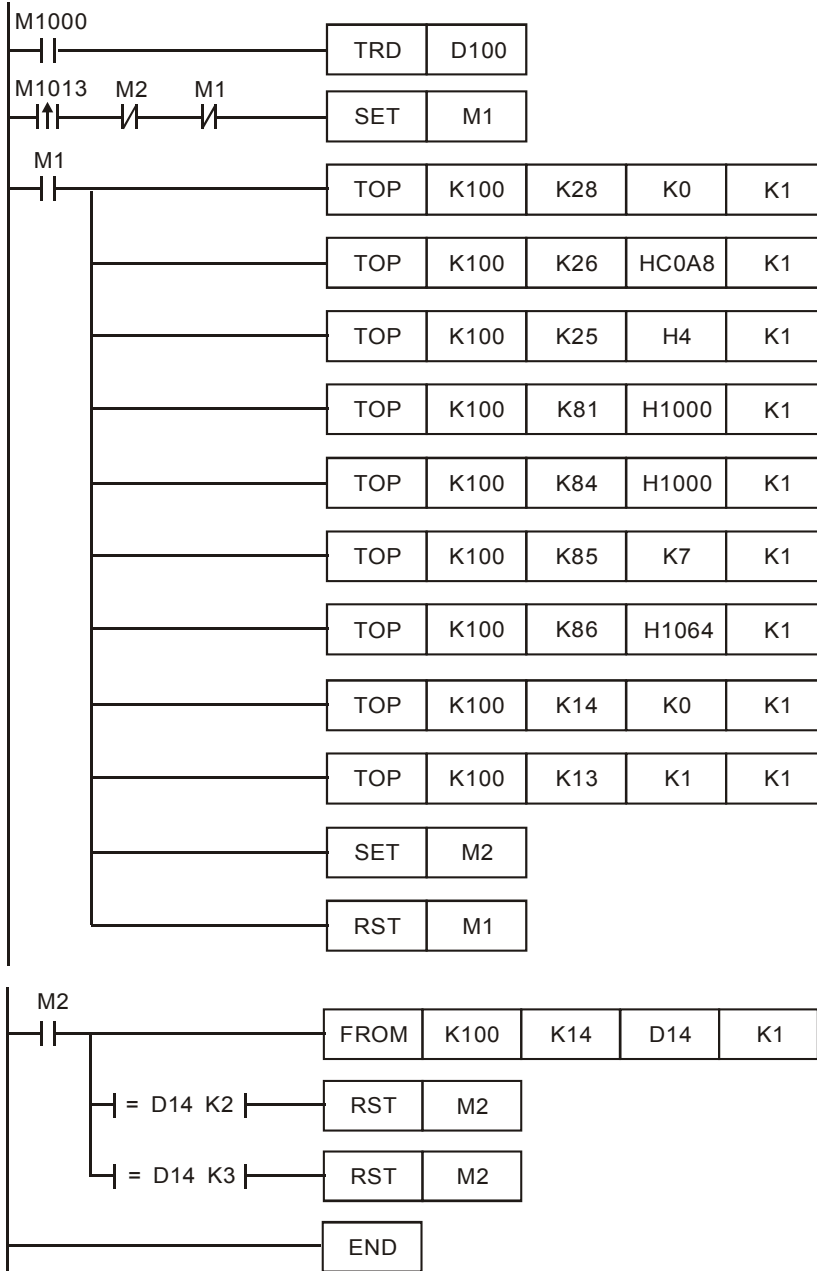 M1000
TRD D100
M1013 M2 M1
SET M1
M1
TOP K100 K28 K0 K1
TOP K100 K26 HC0A8 K1
TOP K100 K25 H4 K1
TOP K100 K81 H1000 K1
TOP K100 K84 H1000 K1
TOP K100 K85 K7 K1
TOP K100 K86 H1064 K1
TOP K100 K14 K0 K1
TOP K100 K13 K1 K1
SET M2
RST M1
M2
FROM K100 K14 D14 K1
= D14 K2 RST M2
= D14 K3 RST M2
END